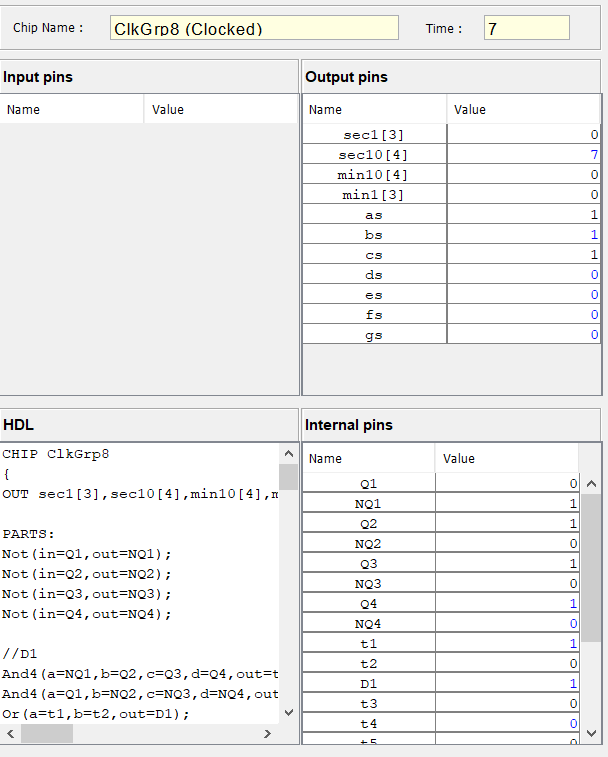 Chip Name :
ClkGrp8 (Clocked)
Time :
7
Input pins
Name Value
Output pins
Name Value
sec1[3] 0
sec10[4] 7
min10[4] 0
min1[3] 0
as 1
bs 1
cs 1
ds 0
es 0
fs 0
gs 0
HDL
CHIP ClkGrp8
{
OUT sec1[3],sec10[4],min10[4],m
PARTS:
Not(in=Q1,out=NQ1);
Not(in=Q2,out=NQ2);
Not(in=Q3,out=NQ3);
Not(in=Q4,out=NQ4);
//D1
And4(a=NQ1,b=Q2,c=Q3,d=Q4,out=t
And4(a=Q1,b=NQ2,c=NQ3,d=NQ4,out
Or(a=t1,b=t2,out=D1);
Internal pins
Name Value
Q1 0
NQ1 1
Q2 1
NQ2 0
Q3 1
NQ3 0
Q4 1
NQ4 0
t1 1
t2 0
D1 1
t3 0
t4 0
t5 0